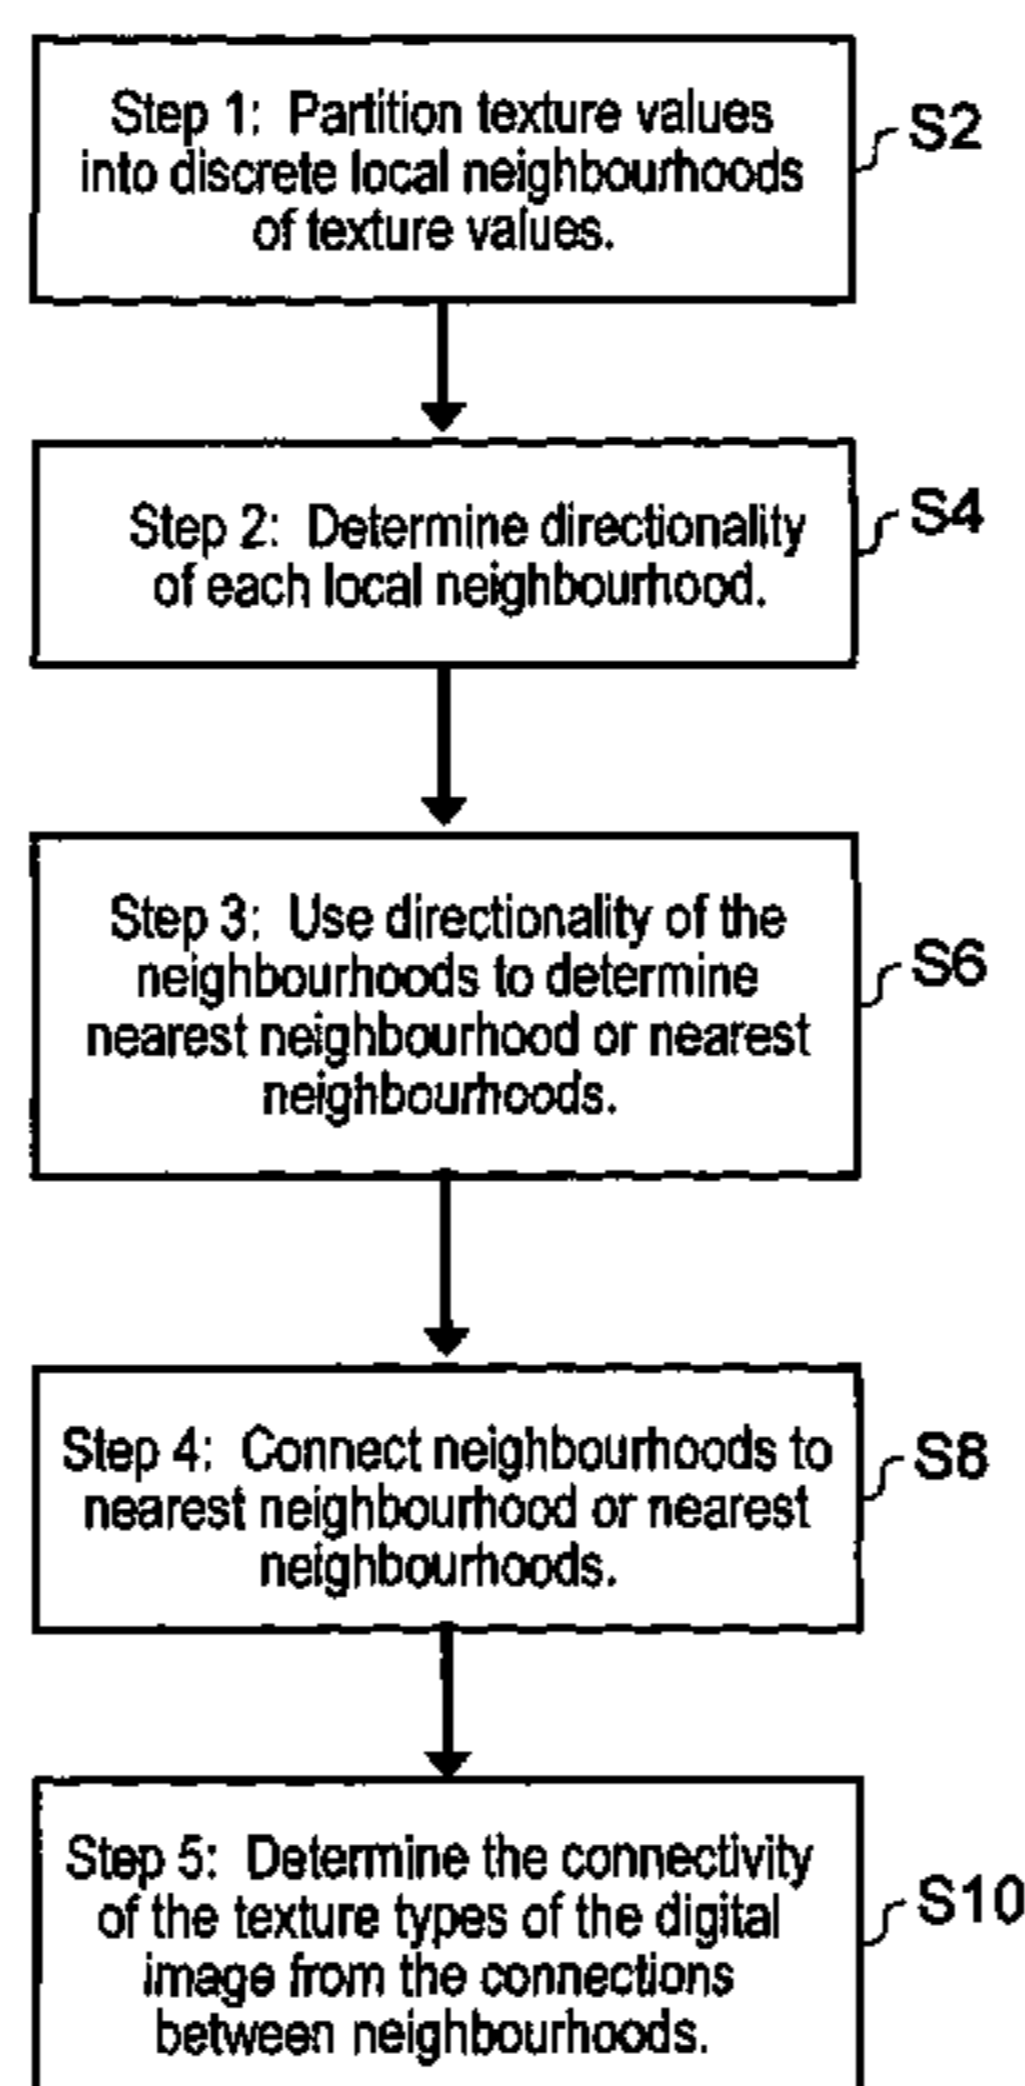 Step 1: Partition texture values
into discrete local neighbourhoods
of texture values.
S2
Step 2: Determine directionality
of each local neighbourhood.
S4
Step 3: Use directionality of the
neighbourhoods to determine
nearest neighbourhood or nearest
neighbourhoods.
S6
Step 4: Connect neighbourhoods to
nearest neighbourhood or nearest
neighbourhoods.
S8
Step 5: Determine the connectivity
of the texture types of the digital
image from the connections
between neighbourhoods.
S10